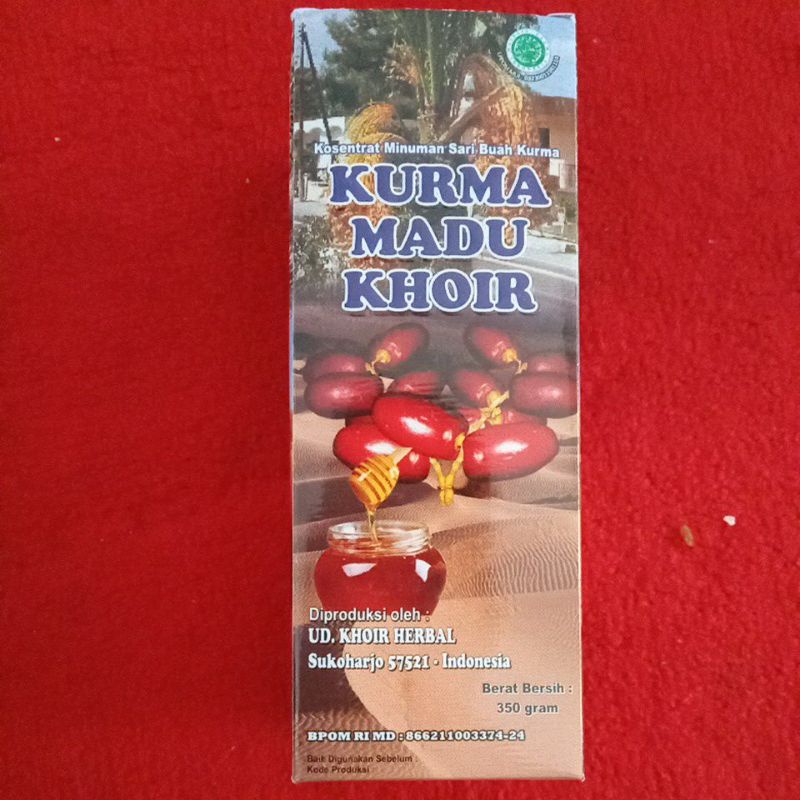 Kosentrat Minuman Sari Buah Kurma
KURMA
MADU
KHOIR
Diproduksi oleh :
UD. KHOIR HERBAL
Sukoharjo 57521 - Indonesia
Berat Bersih :
350 gram
BPOM RI MD : 866211003374-24
Baik Digunakan Sebelum :
Kode Produksi :